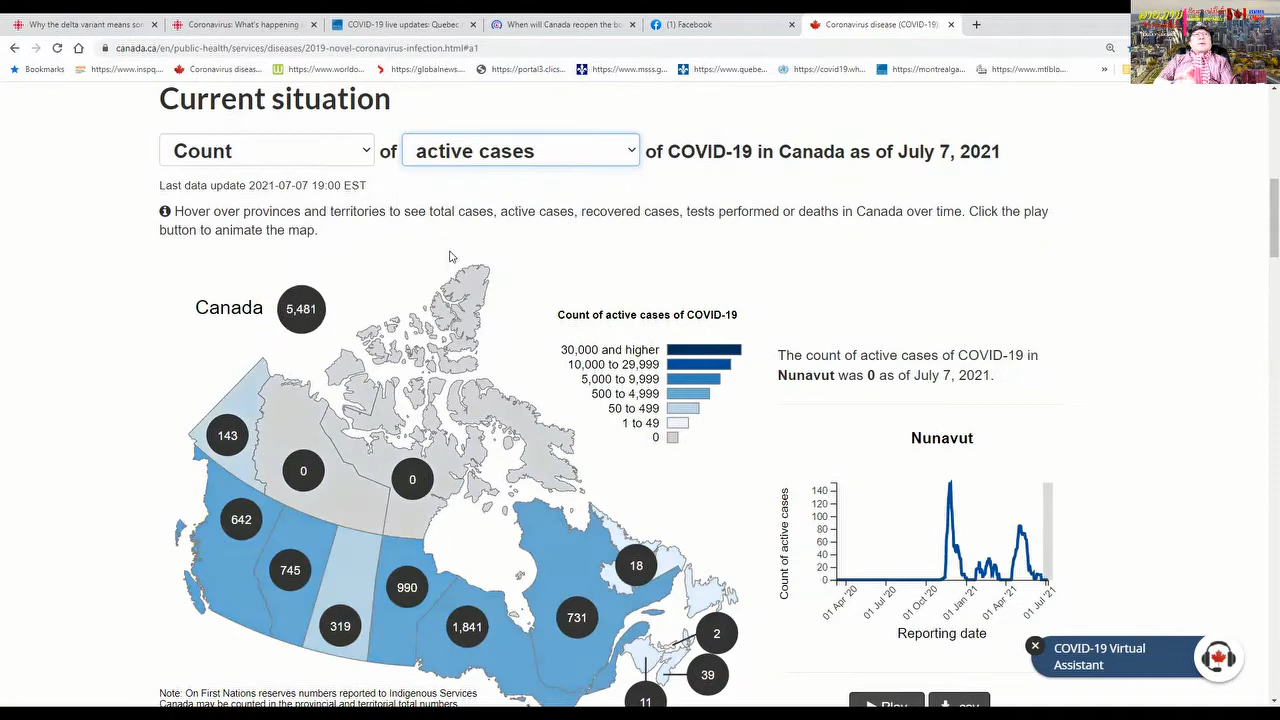 Why the delta variant means so
Coronavirus: What's happening
COVID-19 live updates: Quebec
When will Canada reopen the bo
(1) Facebook
Coronavirus disease (COVID-19)
canada.ca/en/public-health/services/diseases/2019-novel-coronavirus-infection.html#a1
Bookmarks
https://www.inspq....
Coronavirus diseas...
https://www.worldo...
https://globalnews....
https://portal3.clics...
https://www.msss.g...
https://www.quebe...
https://covid19.wh...
https://montrealga...
https://www.mtlblo...
Current situation
Count of active cases of COVID-19 in Canada as of July 7, 2021
Last data update 2021-07-07 19:00 EST
Hover over provinces and territories to see total cases, active cases, recovered cases, tests performed or deaths in Canada over time. Click the play
button to animate the map.
Canada 5,481
Count of active cases of COVID-19
30,000 and higher
10,000 to 29,999
5,000 to 9,999
500 to 4,999
50 to 499
1 to 49
0
The count of active cases of COVID-19 in
Nunavut was 0 as of July 7, 2021.
143
0
0
642
745
319
990
1,841
731
18
2
39
11
Nunavut
Count of active cases
140
120
100
80
60
40
20
0
01 Apr '20
01 Jul '20
01 Oct '20
01 Jan '21
01 Apr '21
01 Jul '21
Reporting date
COVID-19 Virtual
Assistant
Note: On First Nations reserves numbers reported to Indigenous Services
Canada may be counted in the provincial and territorial total numbers.
Play
.csv